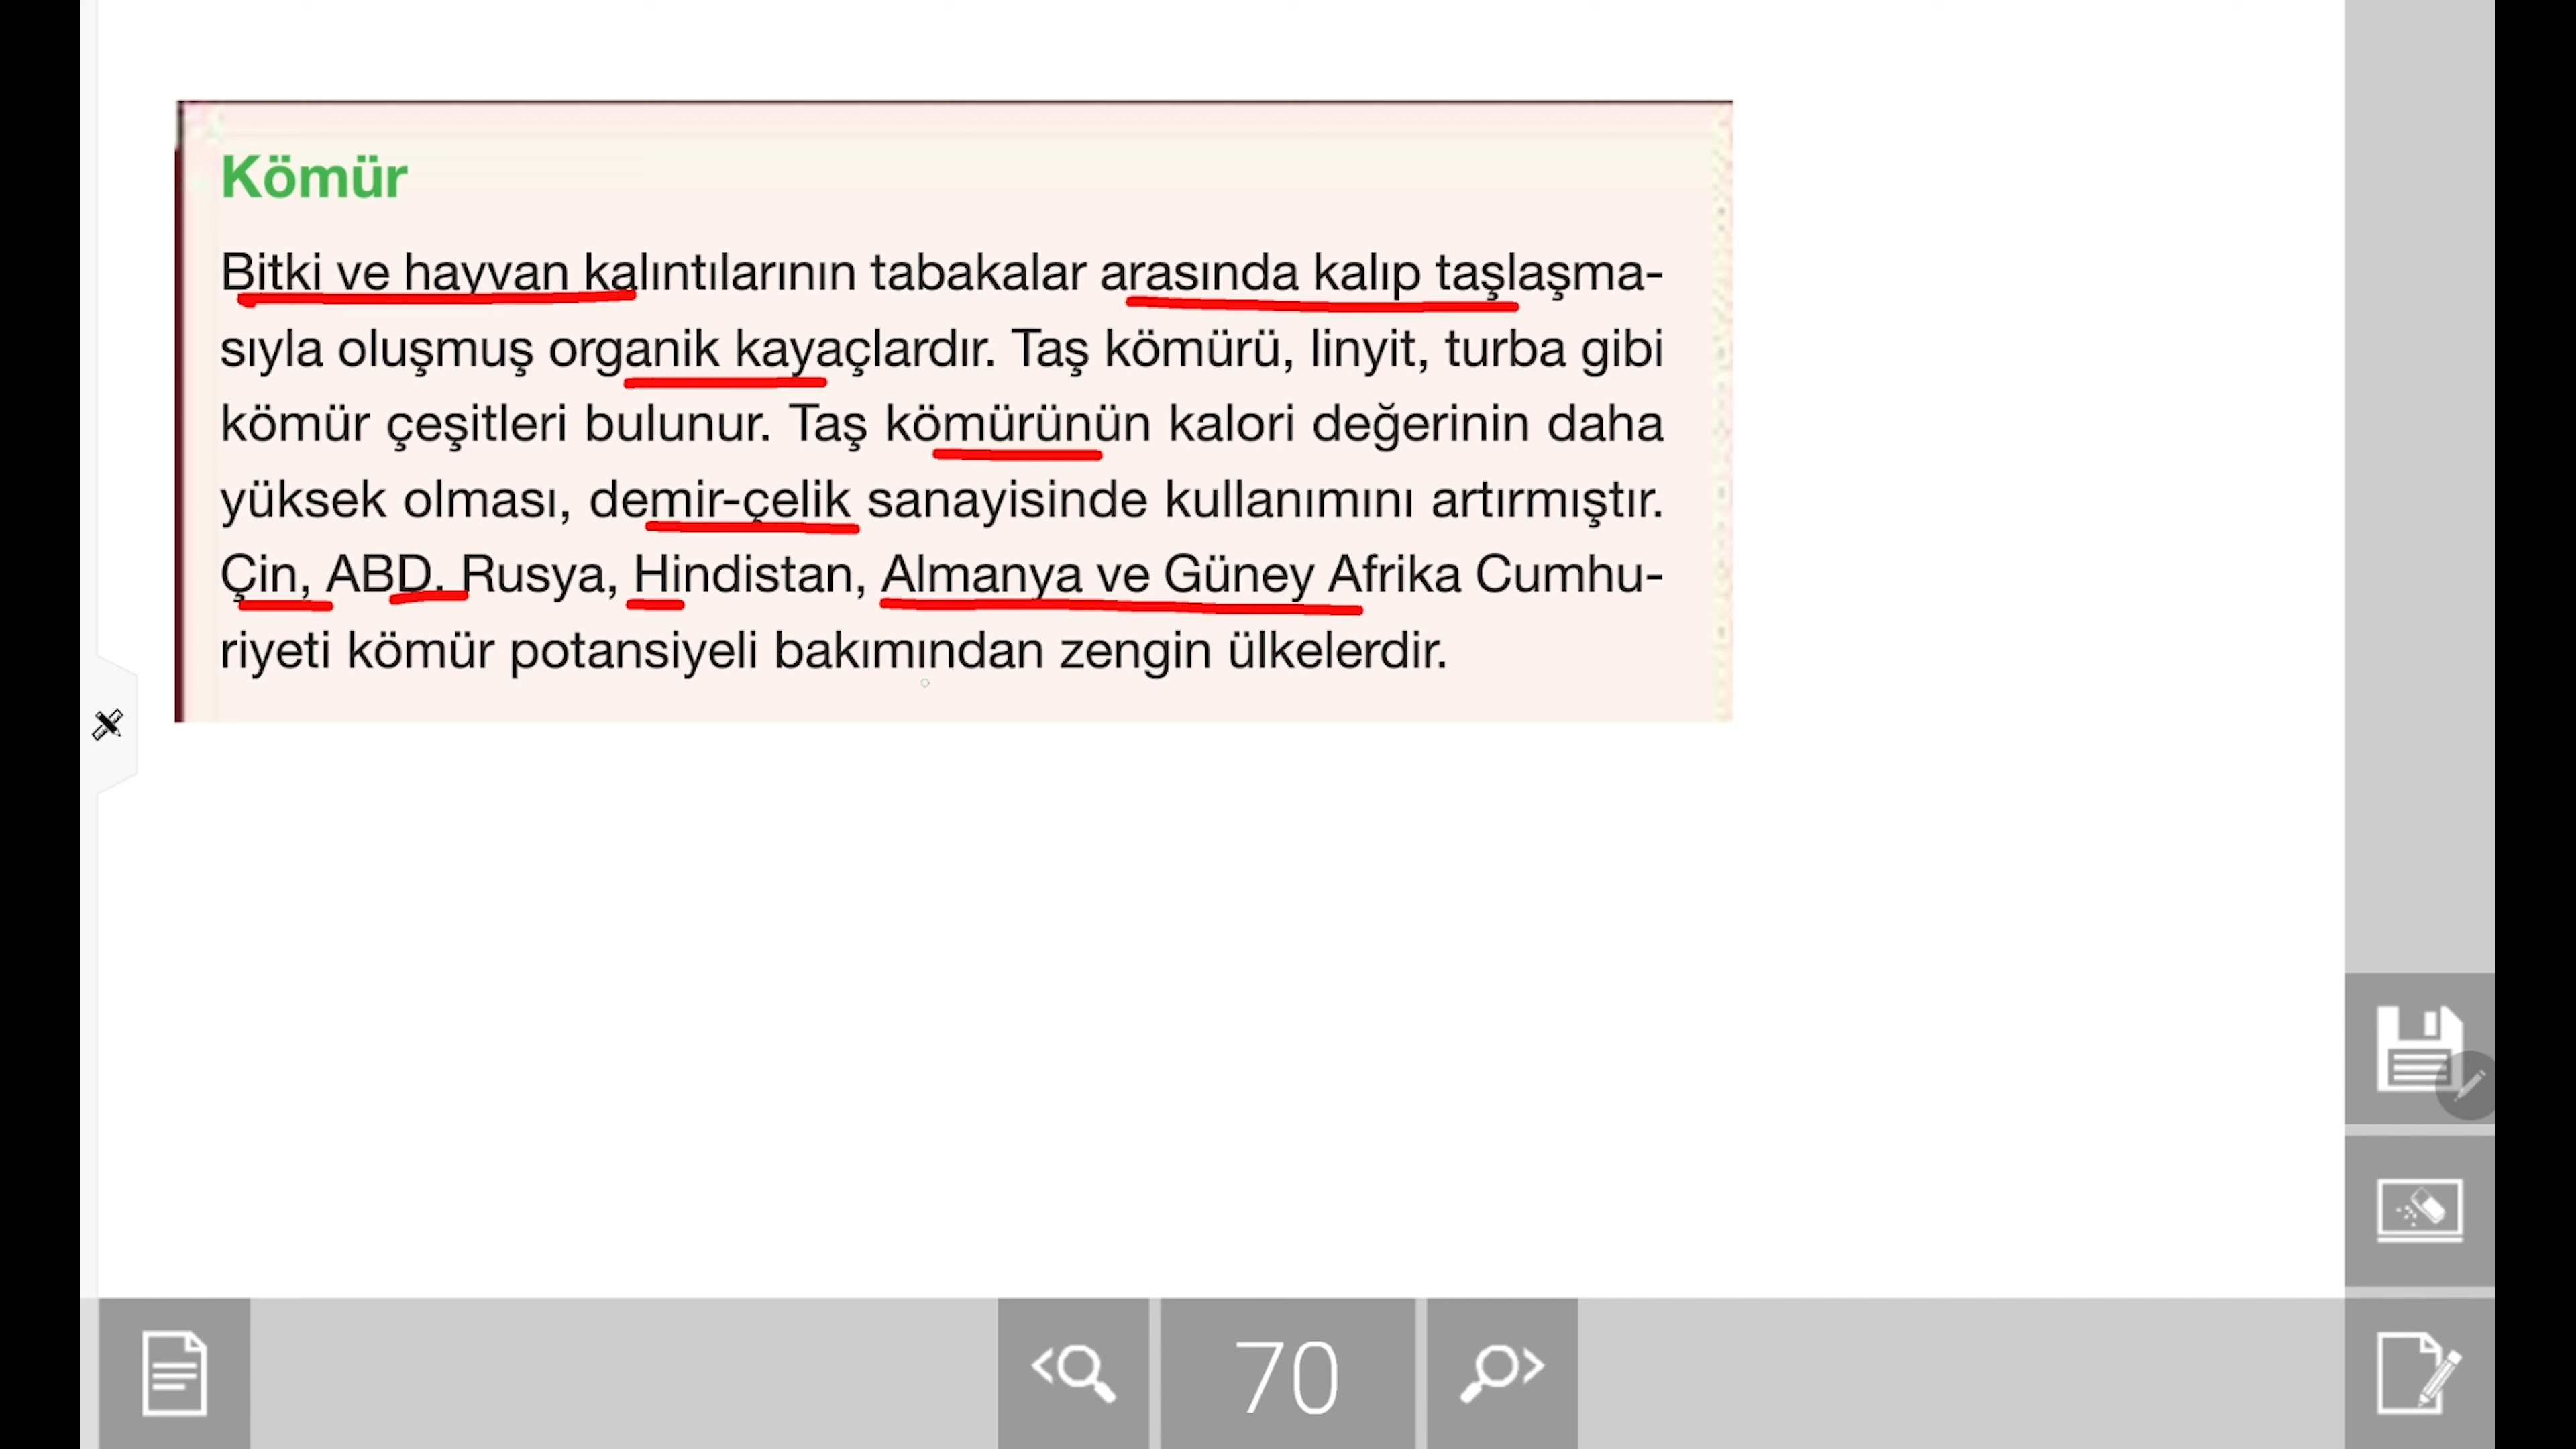 Kömür
Bitki ve hayvan kalıntılarının tabakalar arasında kalıp taşlaşma-
sıyla oluşmuş organik kayaçlardır. Taş kömürü, linyit, turba gibi
kömür çeşitleri bulunur. Taş kömürünün kalori değerinin daha
yüksek olması, demir-çelik sanayisinde kullanımını artırmıştır.
Çin, ABD, Rusya, Hindistan, Almanya ve Güney Afrika Cumhu-
riyeti kömür potansiyeli bakımından zengin ülkelerdir.
70